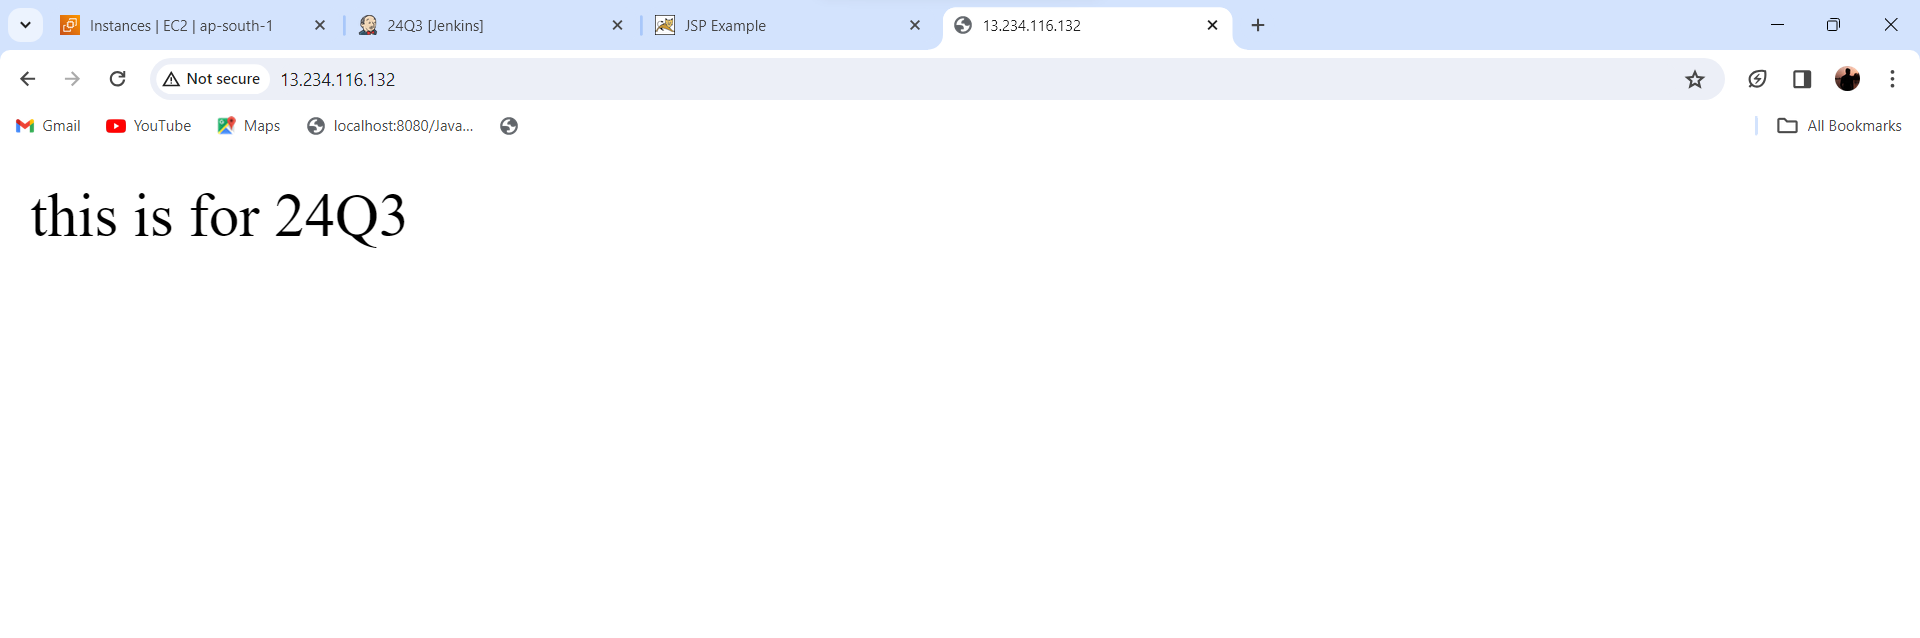 Instances | EC2 | ap-south-1
24Q3 [Jenkins]
JSP Example
13.234.116.132
Not secure
13.234.116.132
Gmail
YouTube
Maps
localhost:8080/Java...
All Bookmarks
this is for 24Q3